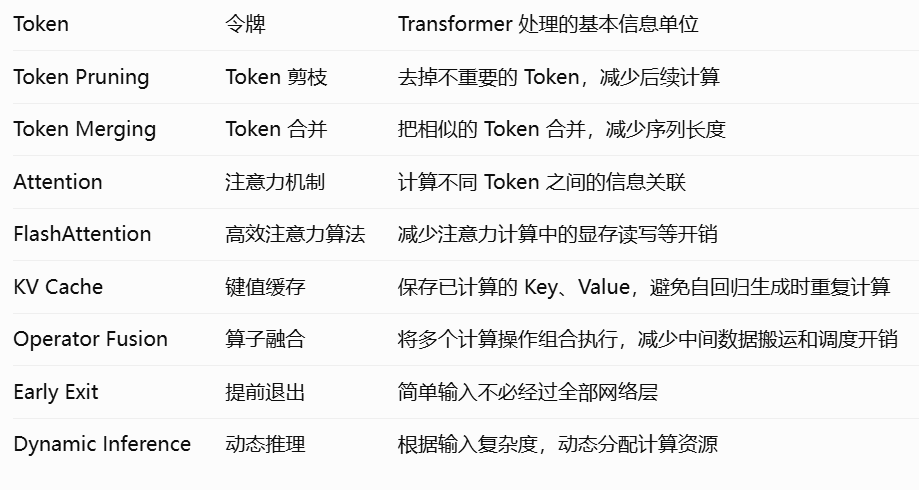 Token 令牌 Transformer 处理的基本信息单位
Token Pruning Token 剪枝 去掉不重要的 Token，减少后续计算
Token Merging Token 合并 把相似的 Token 合并，减少序列长度
Attention 注意力机制 计算不同 Token 之间的信息关联
FlashAttention 高效注意力算法 减少注意力计算中的显存读写等开销
KV Cache 键值缓存 保存已计算的 Key、Value，避免自回归生成时重复计算
Operator Fusion 算子融合 将多个计算操作组合执行，减少中间数据搬运和调度开销
Early Exit 提前退出 简单输入不必经过全部网络层
Dynamic Inference 动态推理 根据输入复杂度，动态分配计算资源